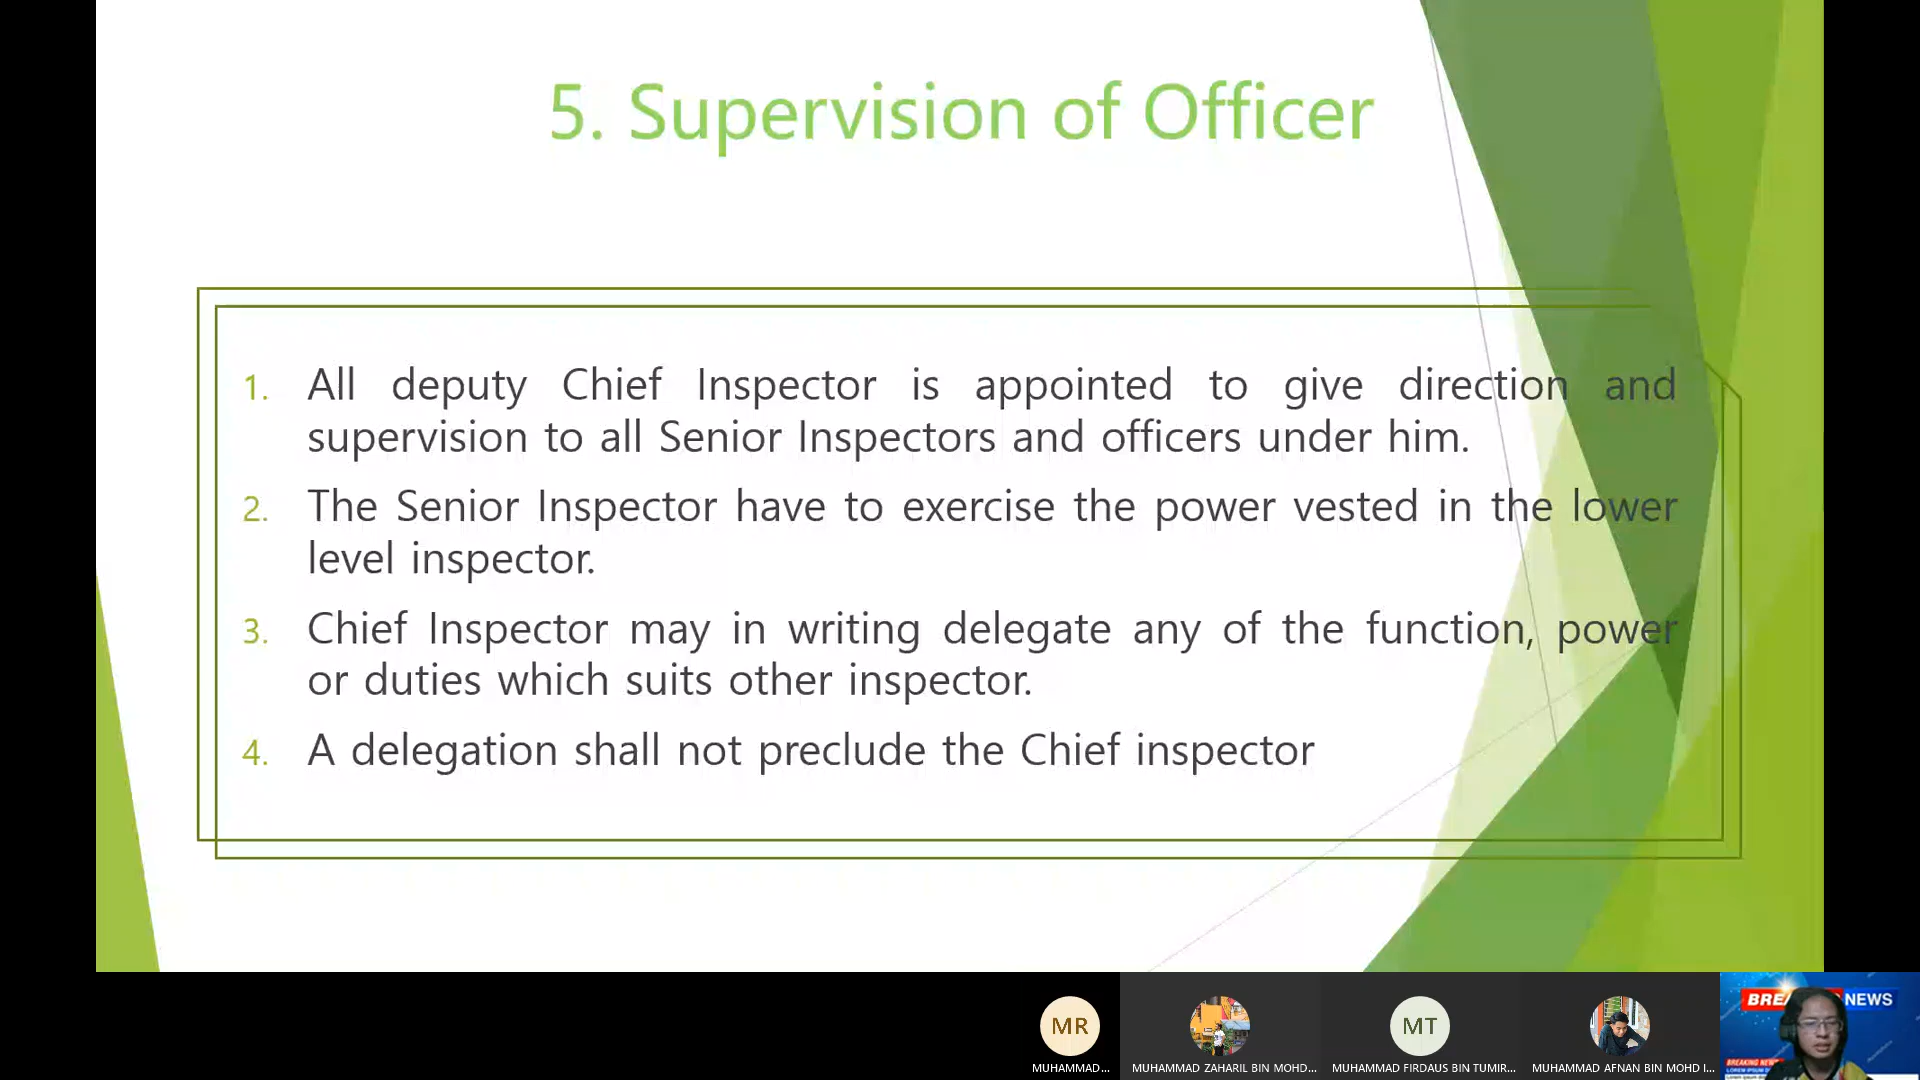 5. Supervision of Officer
1. All deputy Chief Inspector is appointed to give direction and
supervision to all Senior Inspectors and officers under him.
2. The Senior Inspector have to exercise the power vested in the lower
level inspector.
3. Chief Inspector may in writing delegate any of the function, power
or duties which suits other inspector.
4. A delegation shall not preclude the Chief inspector
MR
MT
BREA NEWS
BREAKING NEWS
MUHAMMAD...
MUHAMMAD ZAHARIL BIN MOHD...
MUHAMMAD FIRDAUS BIN TUMIR...
MUHAMMAD AFNAN BIN MOHD I...